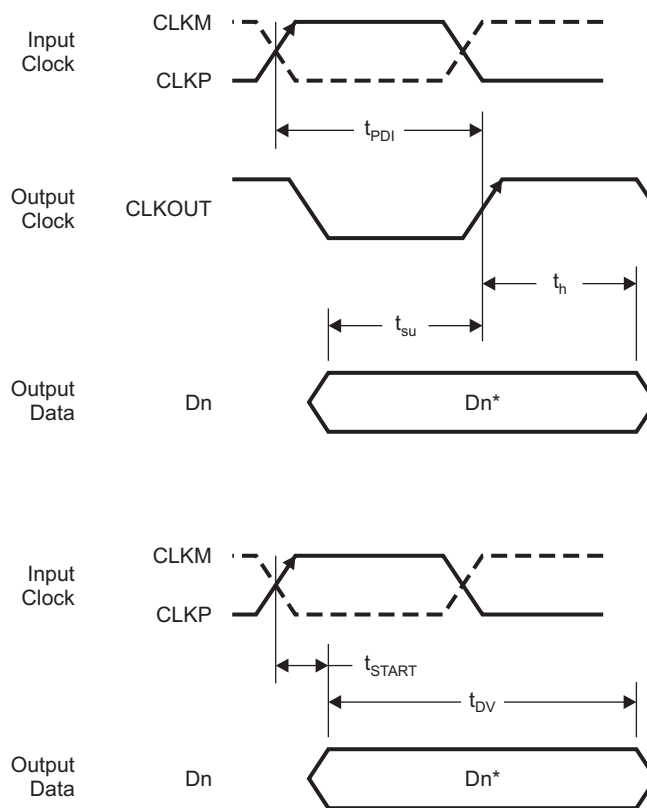 CLKM
Input
Clock
CLKP
tPDI
Output
Clock
CLKOUT
th
tsu
Output
Data
Dn
Dn*
CLKM
Input
Clock
CLKP
tSTART
tDV
Output
Data
Dn
Dn*